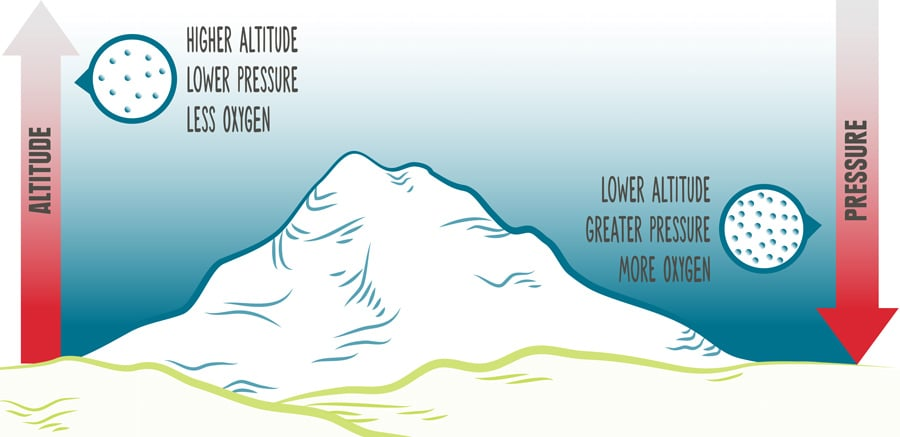 HIGHER ALTITUDE
LOWER PRESSURE
LESS OXYGEN
ALTITUDE
PRESSURE
LOWER ALTITUDE
GREATER PRESSURE
MORE OXYGEN